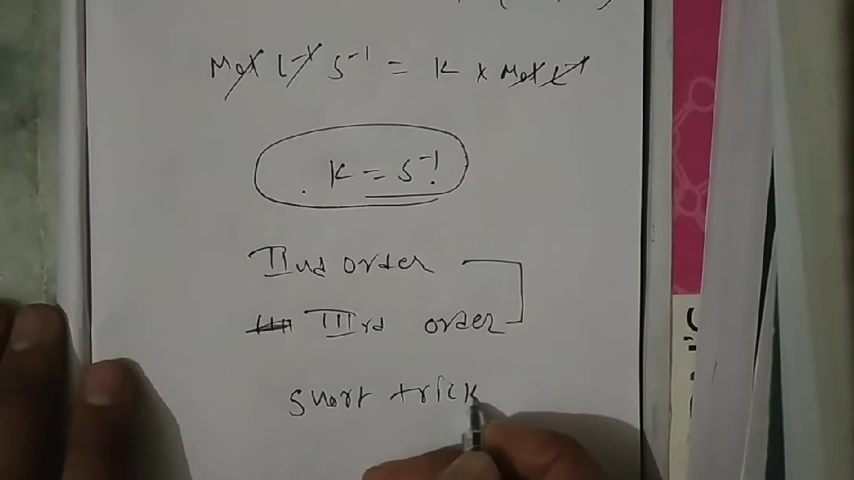 Mol L⁻¹ S⁻¹ = K x Mol L⁻¹
K = S⁻¹
IInd order
IIIrd order
Short trick